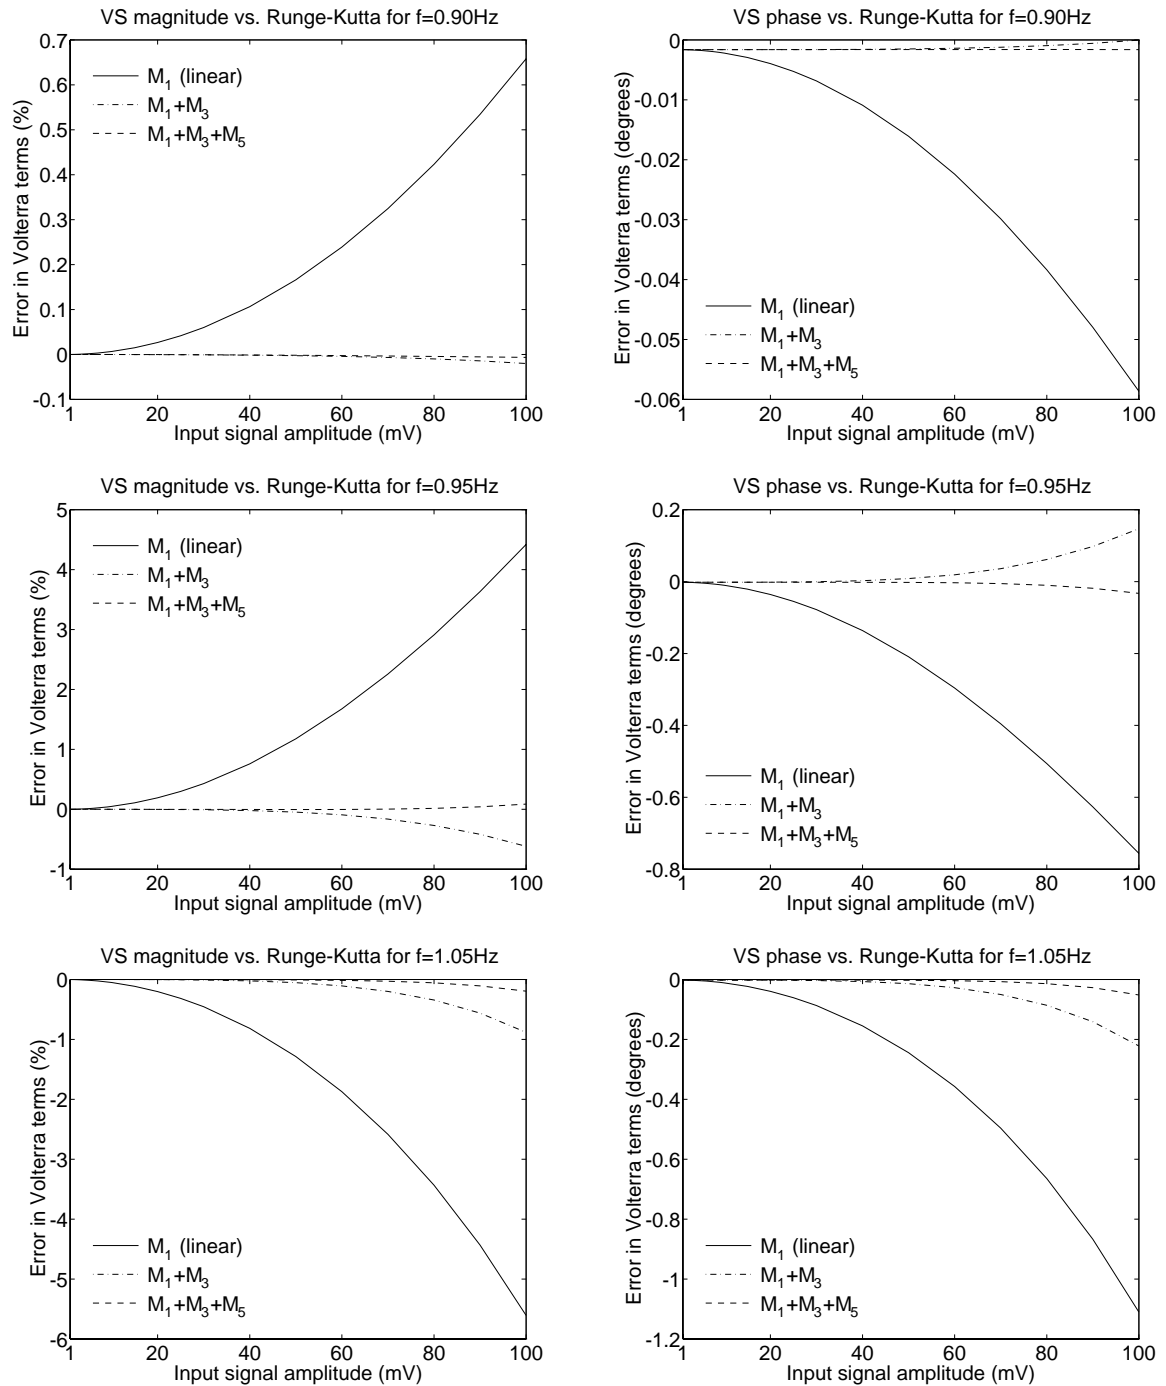 VS magnitude vs. Runge-Kutta for f=0.90Hz
Error in Volterra terms (%)
0.7
0.6
0.5
0.4
0.3
0.2
0.1
0
-0.1
M1 (linear)
M1+M3
M1+M3+M5
1 20 40 60 80 100
Input signal amplitude (mV)
VS phase vs. Runge-Kutta for f=0.90Hz
Error in Volterra terms (degrees)
0
-0.01
-0.02
-0.03
-0.04
-0.05
-0.06
M1 (linear)
M1+M3
M1+M3+M5
1 20 40 60 80 100
Input signal amplitude (mV)
VS magnitude vs. Runge-Kutta for f=0.95Hz
Error in Volterra terms (%)
5
4
3
2
1
0
-1
M1 (linear)
M1+M3
M1+M3+M5
1 20 40 60 80 100
Input signal amplitude (mV)
VS phase vs. Runge-Kutta for f=0.95Hz
Error in Volterra terms (degrees)
0.2
0
-0.2
-0.4
-0.6
-0.8
M1 (linear)
M1+M3
M1+M3+M5
1 20 40 60 80 100
Input signal amplitude (mV)
VS magnitude vs. Runge-Kutta for f=1.05Hz
Error in Volterra terms (%)
0
-1
-2
-3
-4
-5
-6
M1 (linear)
M1+M3
M1+M3+M5
1 20 40 60 80 100
Input signal amplitude (mV)
VS phase vs. Runge-Kutta for f=1.05Hz
Error in Volterra terms (degrees)
0
-0.2
-0.4
-0.6
-0.8
-1
-1.2
M1 (linear)
M1+M3
M1+M3+M5
1 20 40 60 80 100
Input signal amplitude (mV)